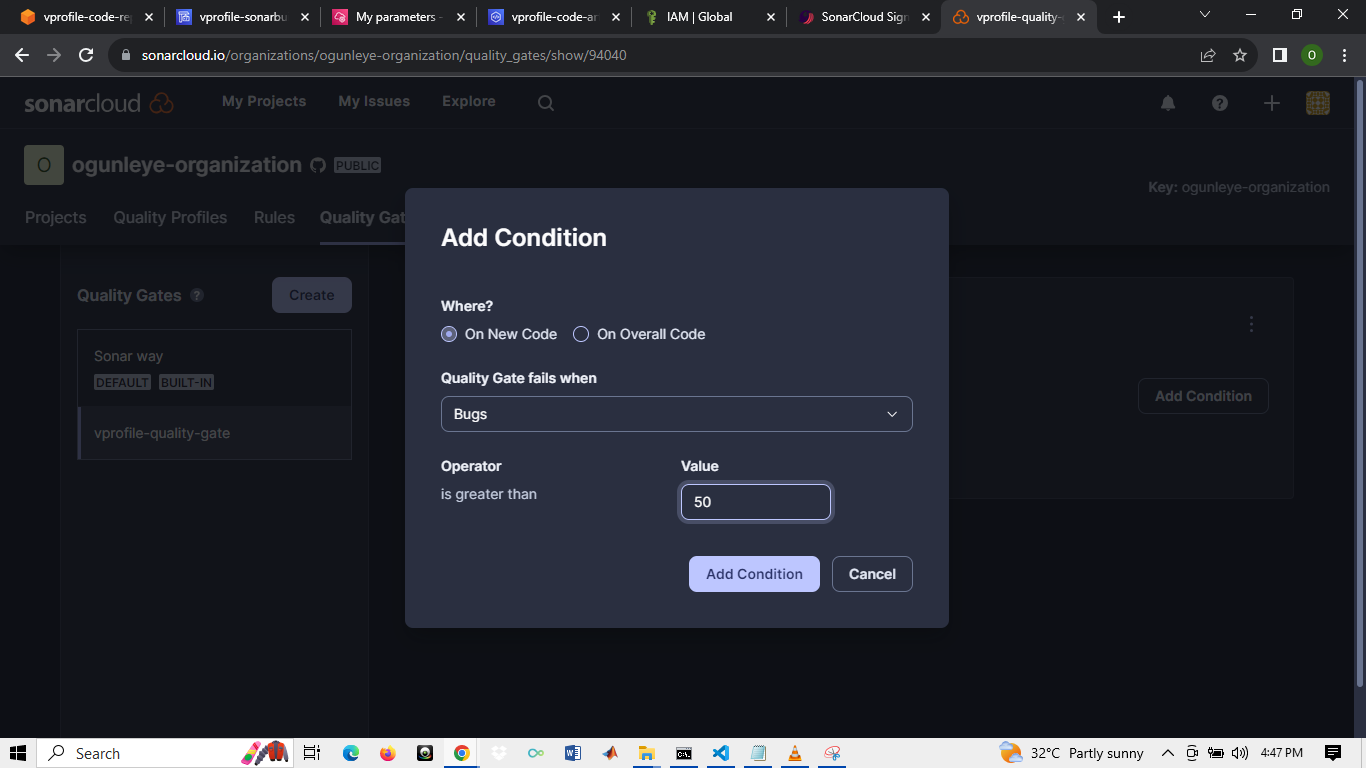 vprofile-code-rep
vprofile-sonarbu
My parameters -
vprofile-code-ar
IAM | Global
SonarCloud Sign
vprofile-quality-
sonarcloud.io/organizations/ogunleye-organization/quality_gates/show/94040
O
sonarcloud
My Projects
My Issues
Explore
O
ogunleye-organization
PUBLIC
Key: ogunleye-organization
Projects
Quality Profiles
Rules
Quality Gat
Quality Gates
?
Create
Sonar way
DEFAULT BUILT-IN
vprofile-quality-gate
Add Condition
Add Condition
Where?
On New Code
On Overall Code
Quality Gate fails when
Bugs
Operator
Value
is greater than
50
Add Condition
Cancel
Search
32°C Partly sunny
4:47 PM